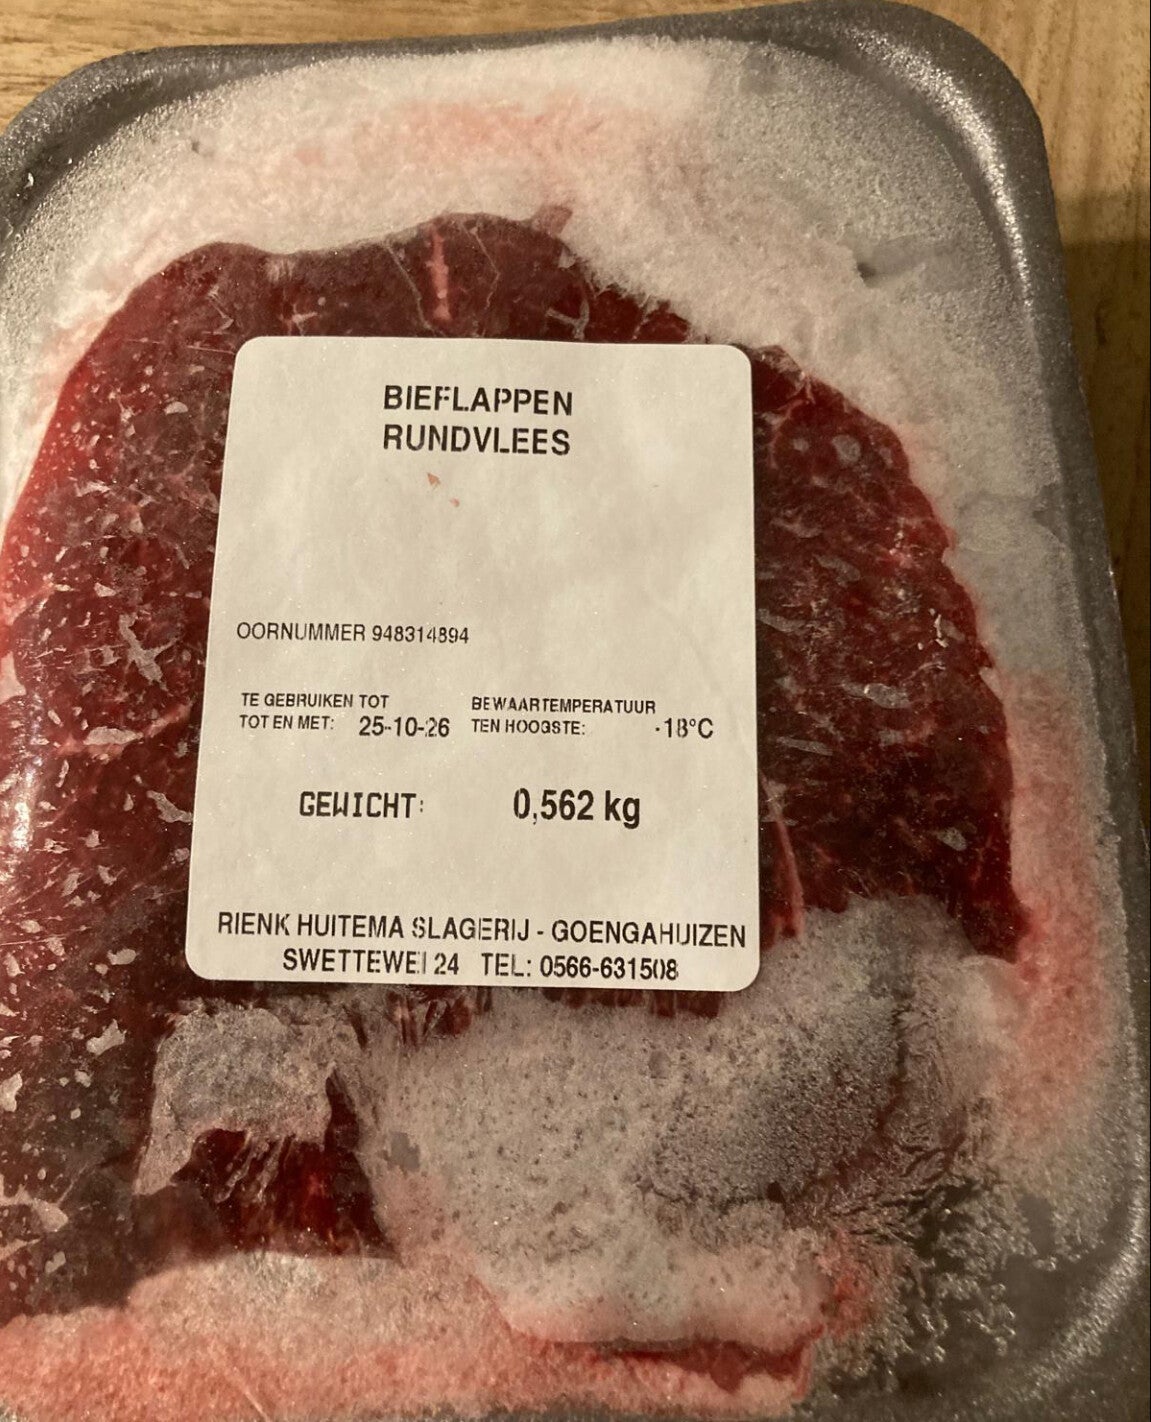 BIEFLAPPEN
RUNDVLEES
OORNUMMER 948314894
TE GEBRUIKEN TOT
TOT EN MET: 25-10-26
BEWAARTEMPERATUUR
TEN HOOGSTE: -18°C
GEWICHT: 0,562 kg
RIENK HUITEMA SLAGERIJ - GOENGAHUIZEN
SWETTEWEI 24 TEL: 0566-631508